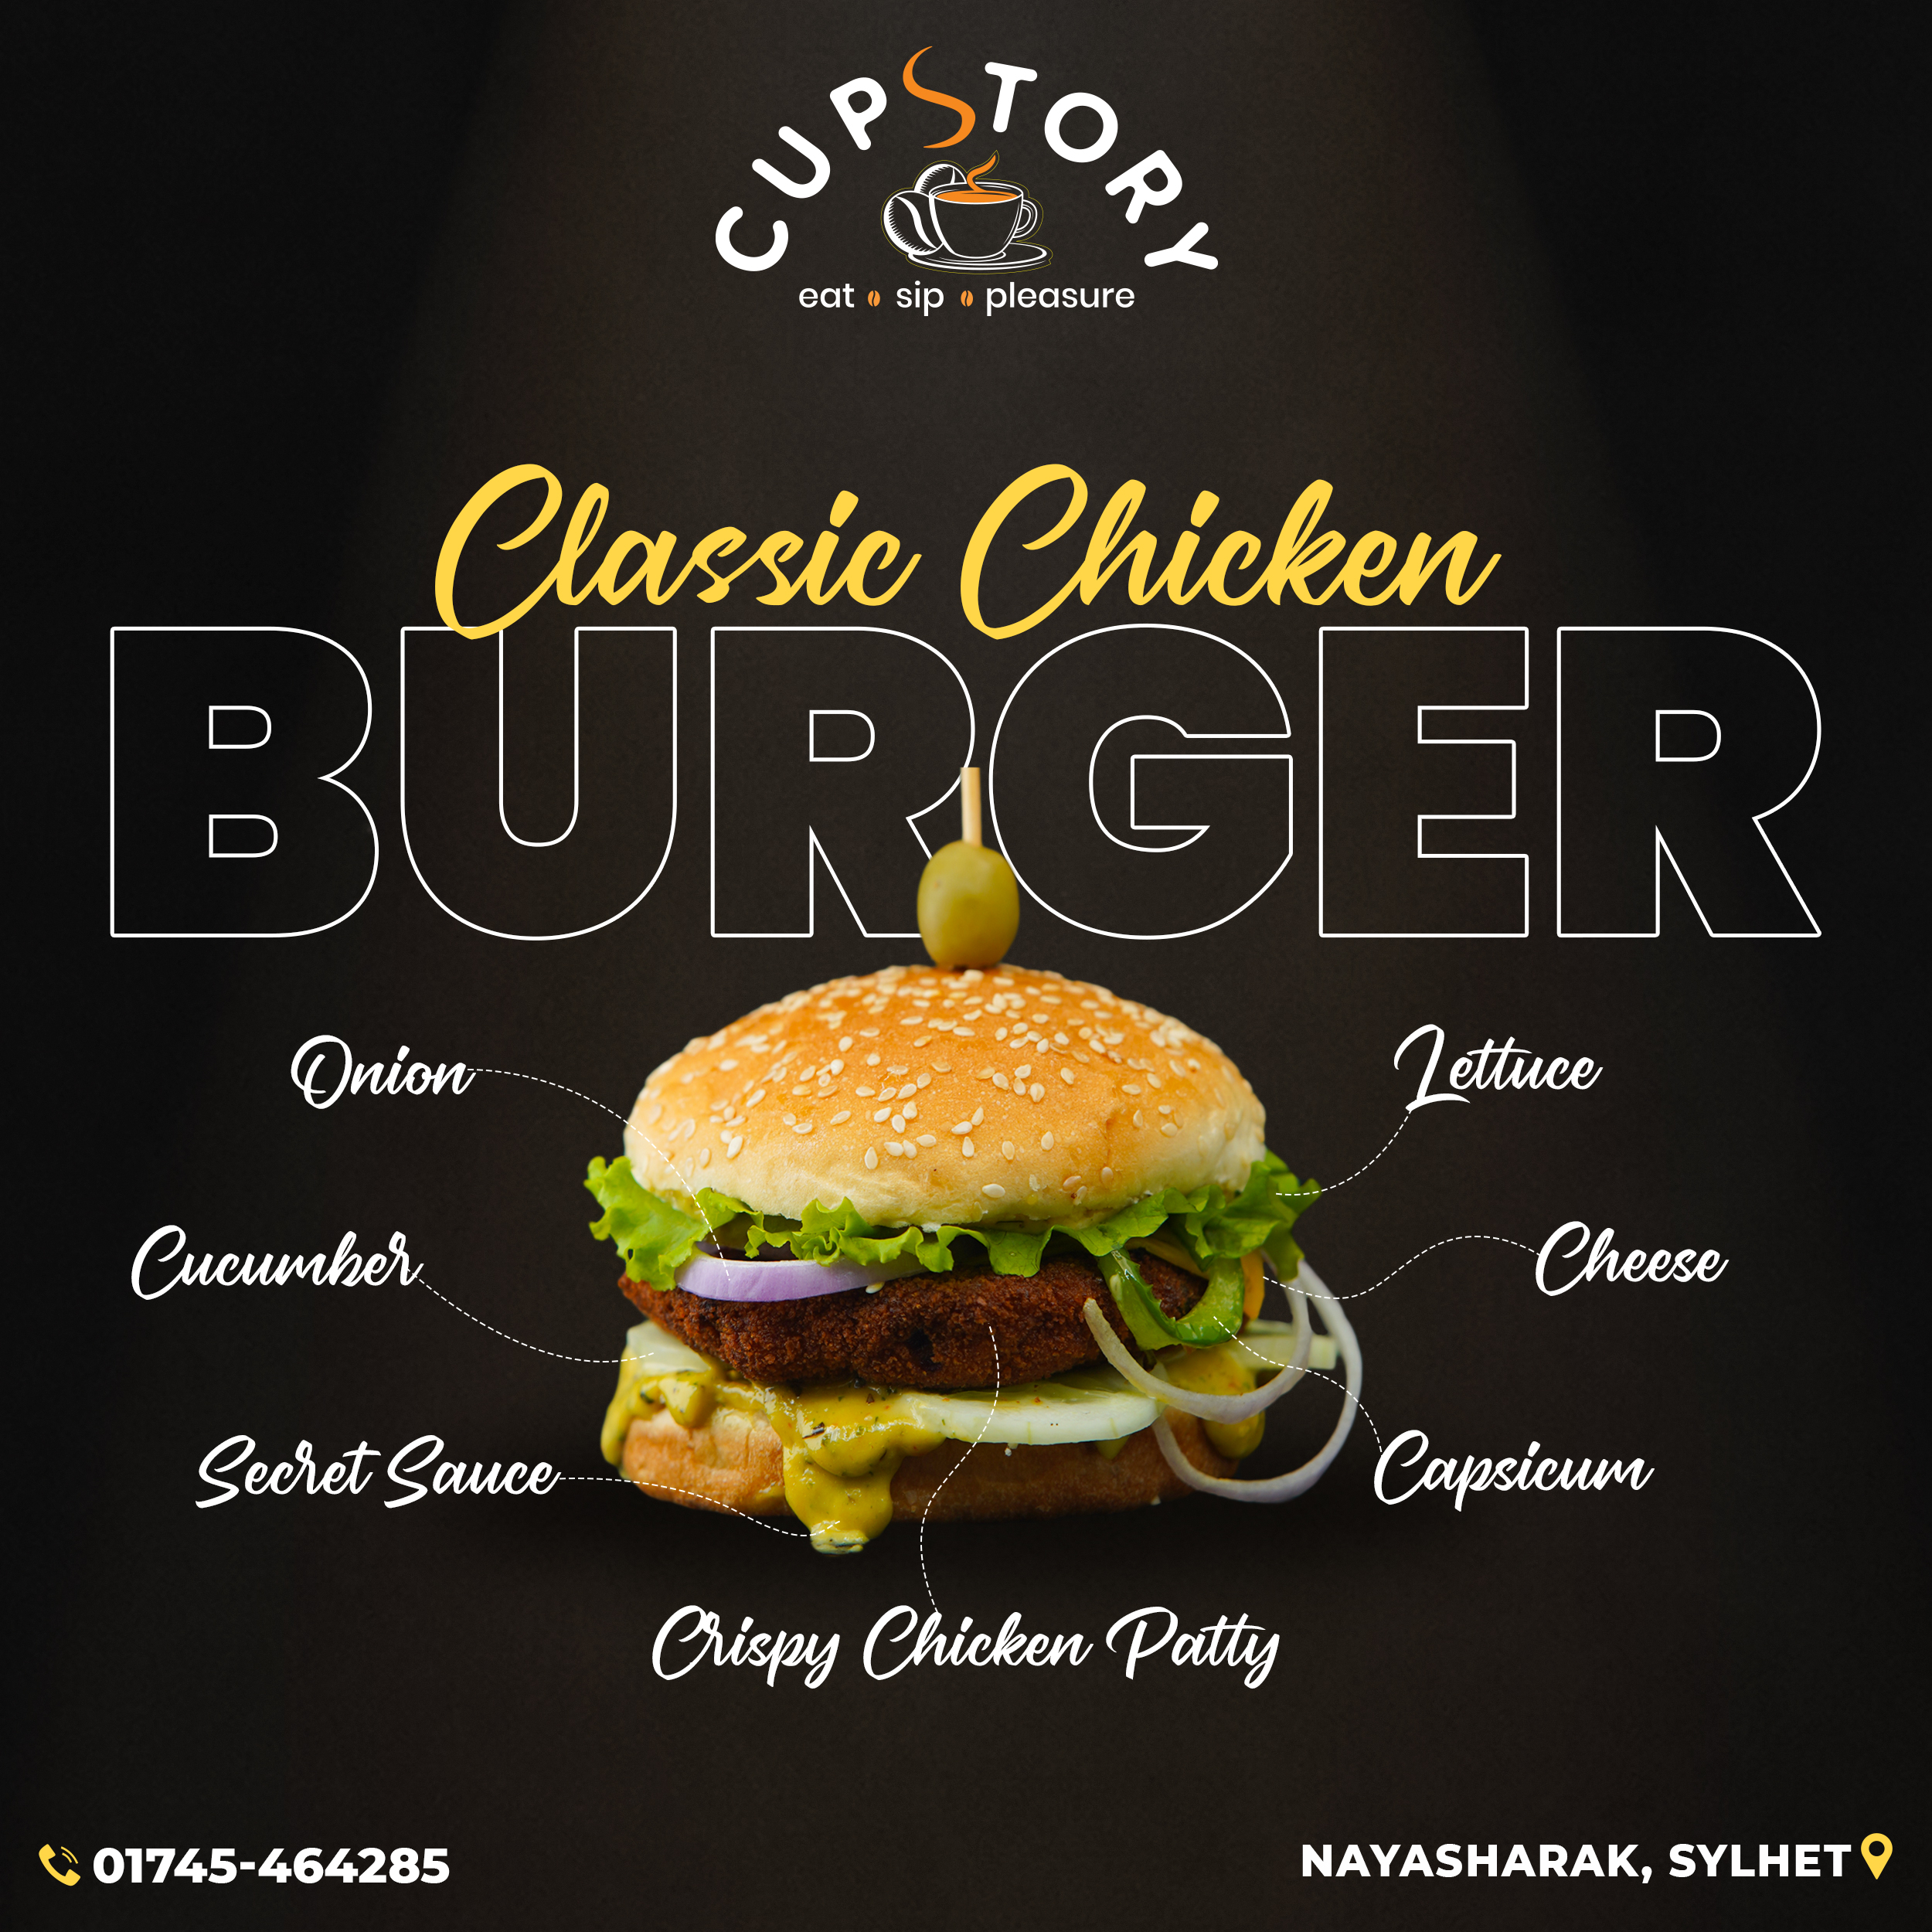 CUPSTORY
eat sip pleasure
Classic Chicken
BURGER
Onion
Lettuce
Cucumber
Cheese
Secret Sauce
Capsicum
Crispy Chicken Patty
01745-464285
NAYASHARAK, SYLHET